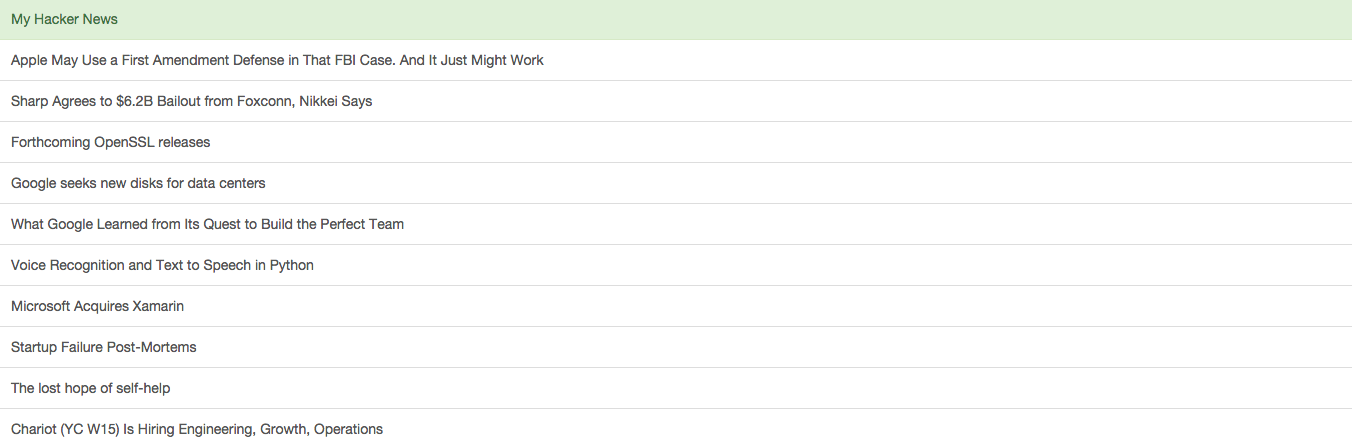 My Hacker News
Apple May Use a First Amendment Defense in That FBI Case. And It Just Might Work
Sharp Agrees to $6.2B Bailout from Foxconn, Nikkei Says
Forthcoming OpenSSL releases
Google seeks new disks for data centers
What Google Learned from Its Quest to Build the Perfect Team
Voice Recognition and Text to Speech in Python
Microsoft Acquires Xamarin
Startup Failure Post-Mortems
The lost hope of self-help
Chariot (YC W15) Is Hiring Engineering, Growth, Operations